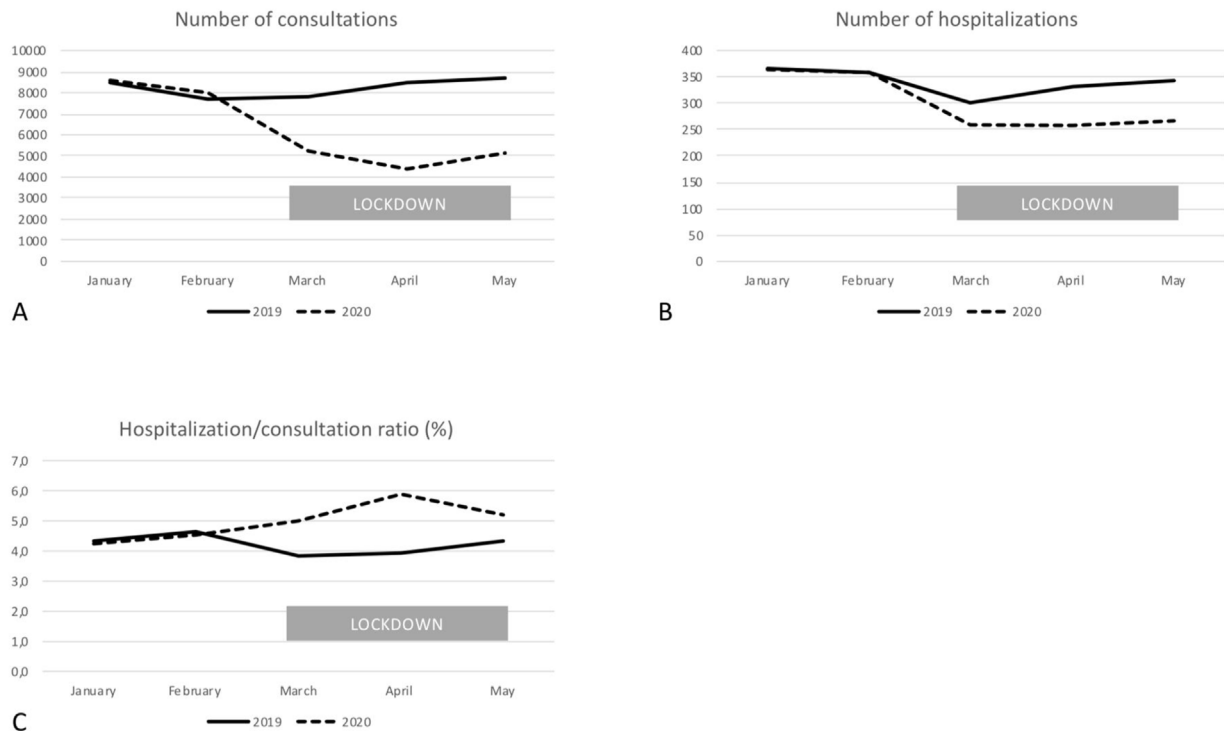 Number of consultations
10000
9000
8000
7000
6000
5000
4000
3000
2000
1000
0
LOCKDOWN
January February March April May
2019 2020
A
Number of hospitalizations
400
350
300
250
200
150
100
50
0
LOCKDOWN
January February March April May
2019 2020
B
Hospitalization/consultation ratio (%)
7,0
6,0
5,0
4,0
3,0
2,0
1,0
0,0
LOCKDOWN
January February March April May
2019 2020
C